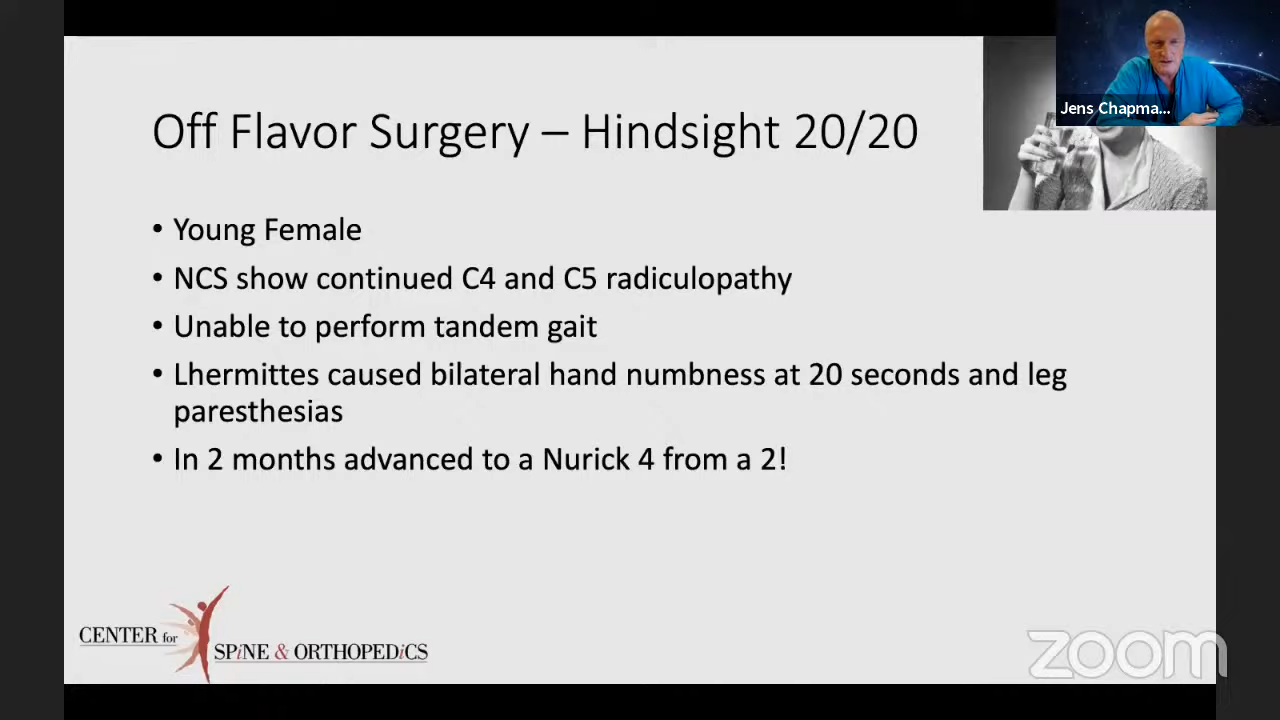 Jens Chapma...
Off Flavor Surgery – Hindsight 20/20
• Young Female
• NCS show continued C4 and C5 radiculopathy
• Unable to perform tandem gait
• Lhermittes caused bilateral hand numbness at 20 seconds and leg
paresthesias
• In 2 months advanced to a Nurick 4 from a 2!
CENTER for
SPiNE & ORTHOPEDiCS
zoom